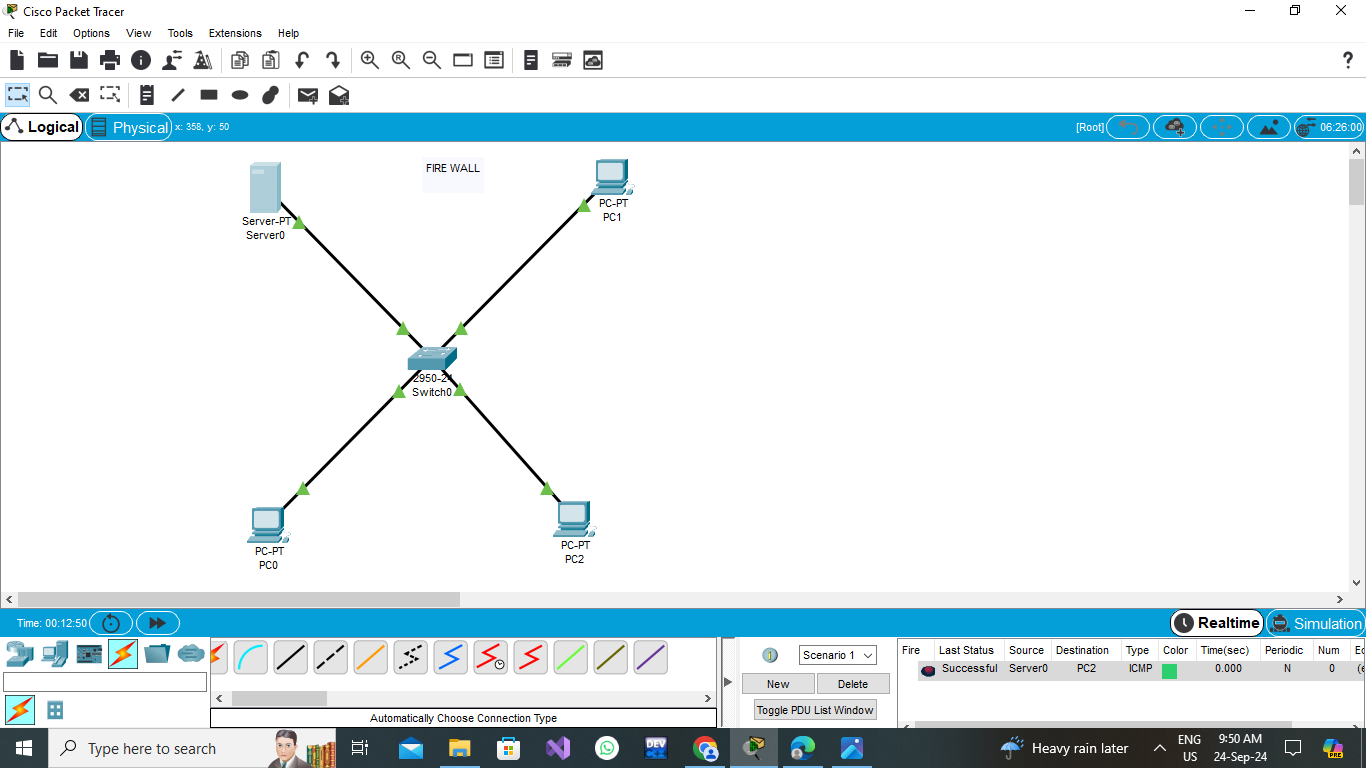 Cisco Packet Tracer
File Edit Options View Tools Extensions Help
?
Logical Physical x: 358, y: 50 [Root] 06:26:00
FIRE WALL
Server-PT
Server0
PC-PT
PC1
2950-24
Switch0
PC-PT
PC0
PC-PT
PC2
Time: 00:12:50 Realtime Simulation
Scenario 1
New Delete
Toggle PDU List Window
Automatically Choose Connection Type
Fire Last Status Source Destination Type Color Time(sec) Periodic Num Ec
Successful Server0 PC2 ICMP 0.000 N 0 (e
Type here to search
DEV
Heavy rain later
ENG
US
9:50 AM
24-Sep-24
PRE